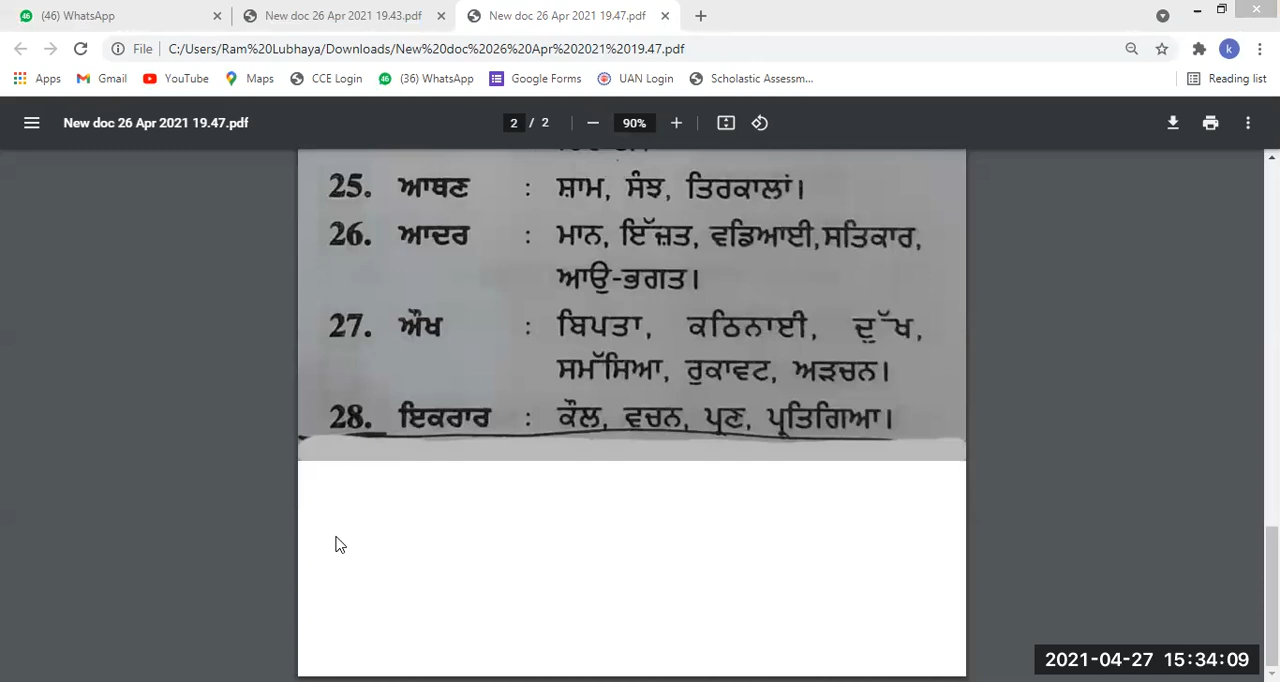 (46) WhatsApp
New doc 26 Apr 2021 19.43.pdf
New doc 26 Apr 2021 19.47.pdf
File
C:/Users/Ram%20Lubhaya/Downloads/New%20doc%2026%20Apr%202021%2019.47.pdf
k
Apps Gmail YouTube Maps CCE Login (36) WhatsApp Google Forms UAN Login Scholastic Assessm... Reading list
New doc 26 Apr 2021 19.47.pdf 2 / 2 90%
25. ਆਥਣ : ਸ਼ਾਮ, ਸੰਝ, ਤਿਰਕਾਲਾਂ।
26. ਆਦਰ : ਮਾਨ, ਇੱਜ਼ਤ, ਵਡਿਆਈ,ਸਤਿਕਾਰ,
ਆਉ-ਭਗਤ।
27. ਔਖ : ਬਿਪਤਾ, ਕਠਿਨਾਈ, ਦੁੱਖ,
ਸਮੱਸਿਆ, ਰੁਕਾਵਟ, ਅੜਚਨ।
28. ਇਕਰਾਰ : ਕੌਲ, ਵਚਨ, ਪ੍ਰਣ, ਪ੍ਰਤਿਗਿਆ।
2021-04-27 15:34:09